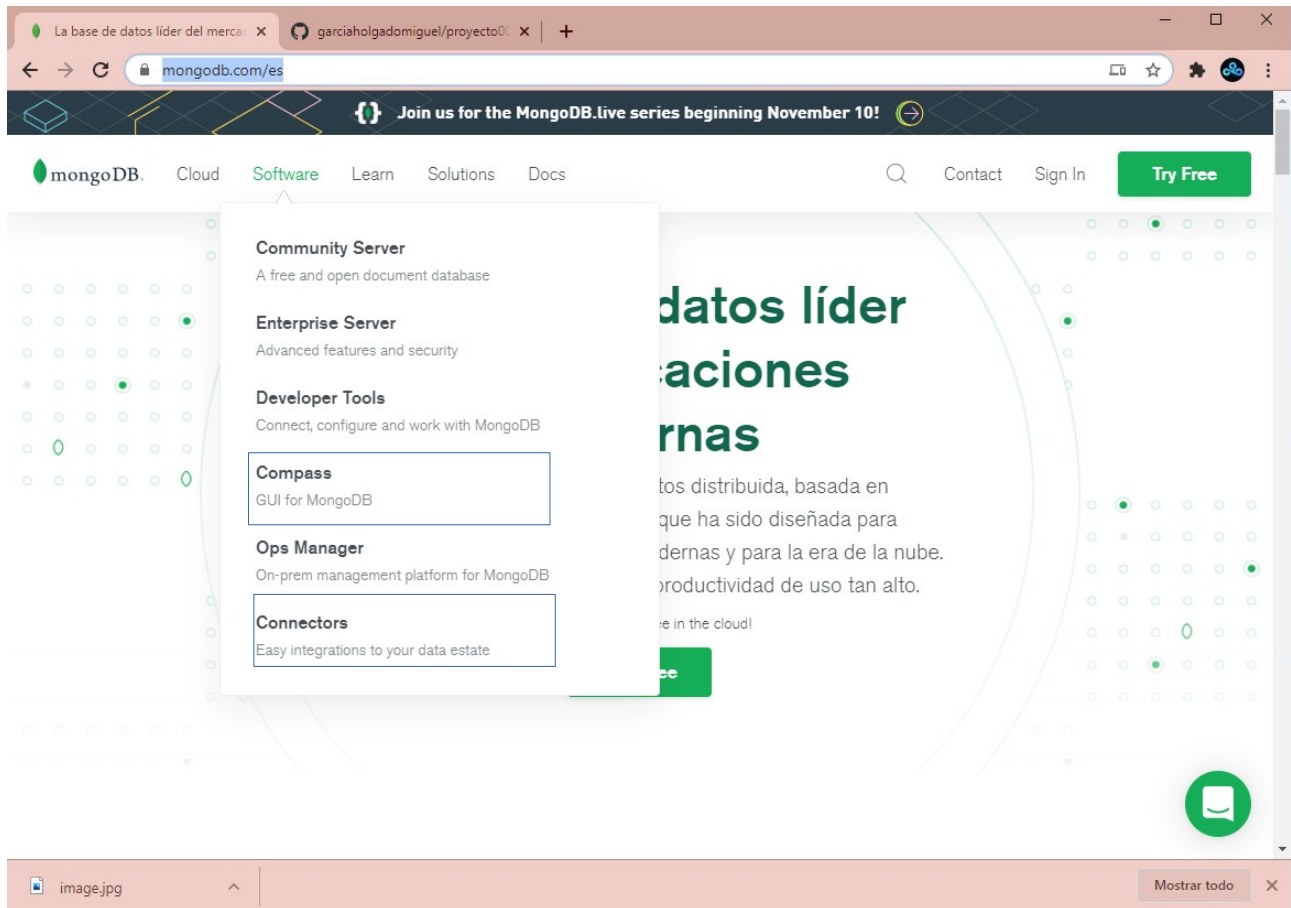 La base de datos líder del merca
garciaholgadomiguel/proyecto00
mongodb.com/es
Join us for the MongoDB.live series beginning November 10!
mongoDB.
Cloud
Software
Learn
Solutions
Docs
Contact
Sign In
Try Free
Community Server
A free and open document database
Enterprise Server
Advanced features and security
Developer Tools
Connect, configure and work with MongoDB
Compass
GUI for MongoDB
Ops Manager
On-prem management platform for MongoDB
Connectors
Easy integrations to your data estate
datos líder
caciones
rnas
tos distribuida, basada en
que ha sido diseñada para
dernas y para la era de la nube.
productividad de uso tan alto.
ee in the cloud!
ee
image.jpg
Mostrar todo